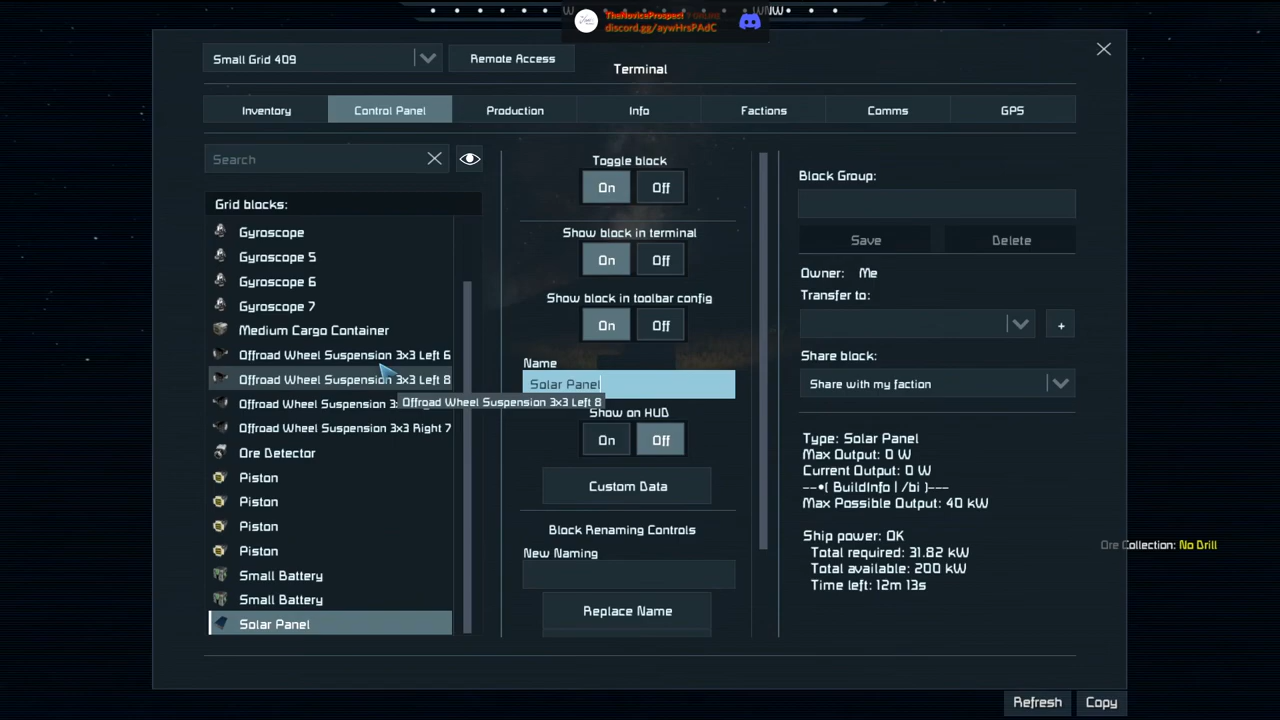 W
WNW
TheNoviceProspect
discord.gg/aywHrsPAdC
Small Grid 409
Remote Access
Terminal
Inventory
Control Panel
Production
Info
Factions
Comms
GPS
Search
Grid blocks:
Gyroscope
Gyroscope 5
Gyroscope 6
Gyroscope 7
Medium Cargo Container
Offroad Wheel Suspension 3x3 Left 6
Offroad Wheel Suspension 3x3 Left 8
Offroad Wheel Suspension 3
Offroad Wheel Suspension 3x3 Left 8
Offroad Wheel Suspension 3x3 Right 7
Ore Detector
Piston
Piston
Piston
Piston
Small Battery
Small Battery
Solar Panel
Toggle block
On Off
Show block in terminal
On Off
Show block in toolbar config
On Off
Name
Solar Panel
Show on HUD
On Off
Custom Data
Block Renaming Controls
New Naming
Replace Name
Block Group:
Save
Delete
Owner: Me
Transfer to:
+
Share block:
Share with my faction
Type: Solar Panel
Max Output: 0 W
Current Output: 0 W
--•( BuildInfo | /bi )---
Max Possible Output: 40 kW
Ship power: OK
Total required: 31.82 kW
Total available: 200 kW
Time left: 12m 13s
Ore Collection: No Drill
Refresh
Copy